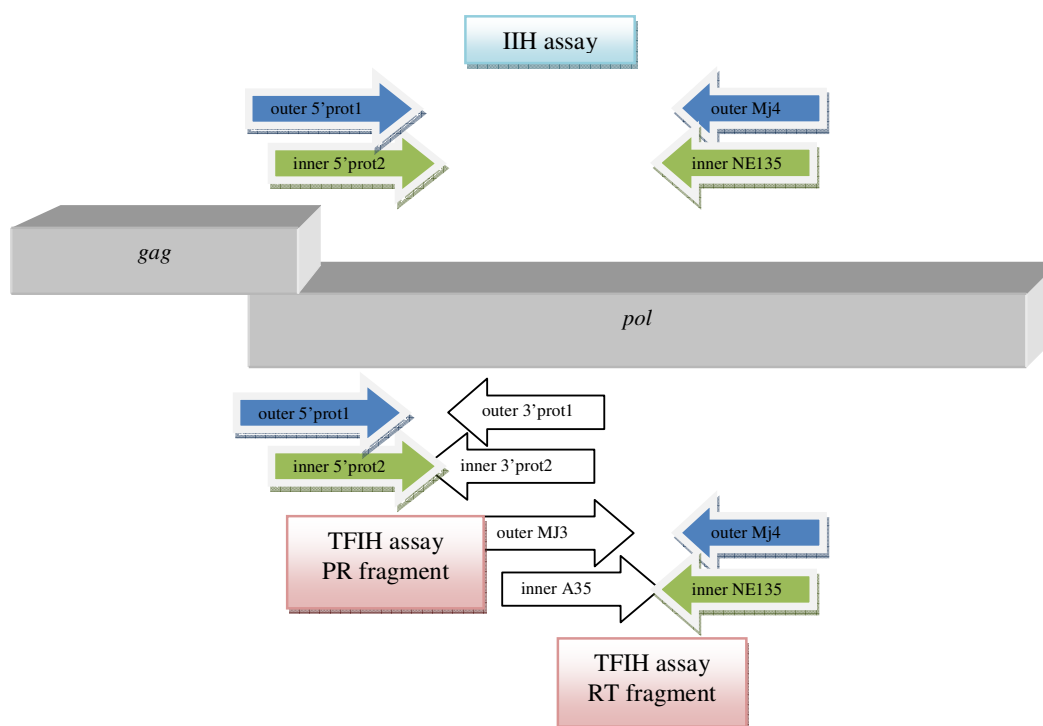 IIH assay
outer 5’prot1
outer Mj4
inner 5’prot2
inner NE135
gag
pol
outer 5’prot1
outer 3’prot1
inner 5’prot2
inner 3’prot2
TFIH assay
PR fragment
outer MJ3
outer Mj4
inner A35
inner NE135
TFIH assay
RT fragment